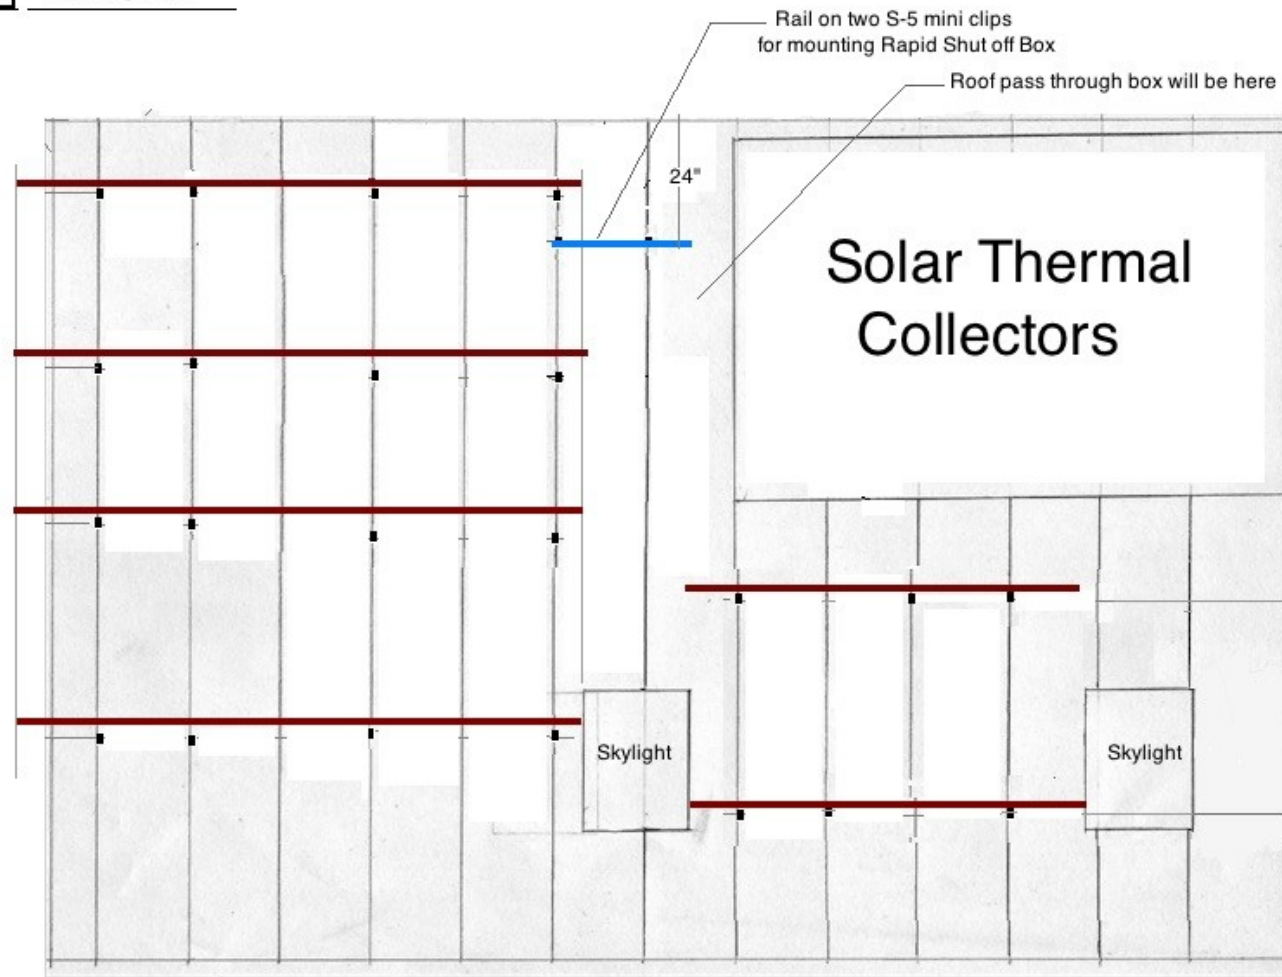 Rail on two S-5 mini clips
for mounting Rapid Shut off Box
Roof pass through box will be here
24"
Solar Thermal
Collectors
Skylight
Skylight